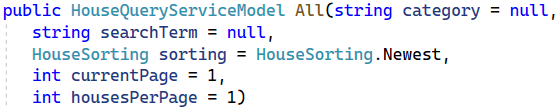 public HouseQueryServiceModel All(string category = null,
string searchTerm = null,
HouseSorting sorting = HouseSorting.Newest,
int currentPage = 1,
int housesPerPage = 1)